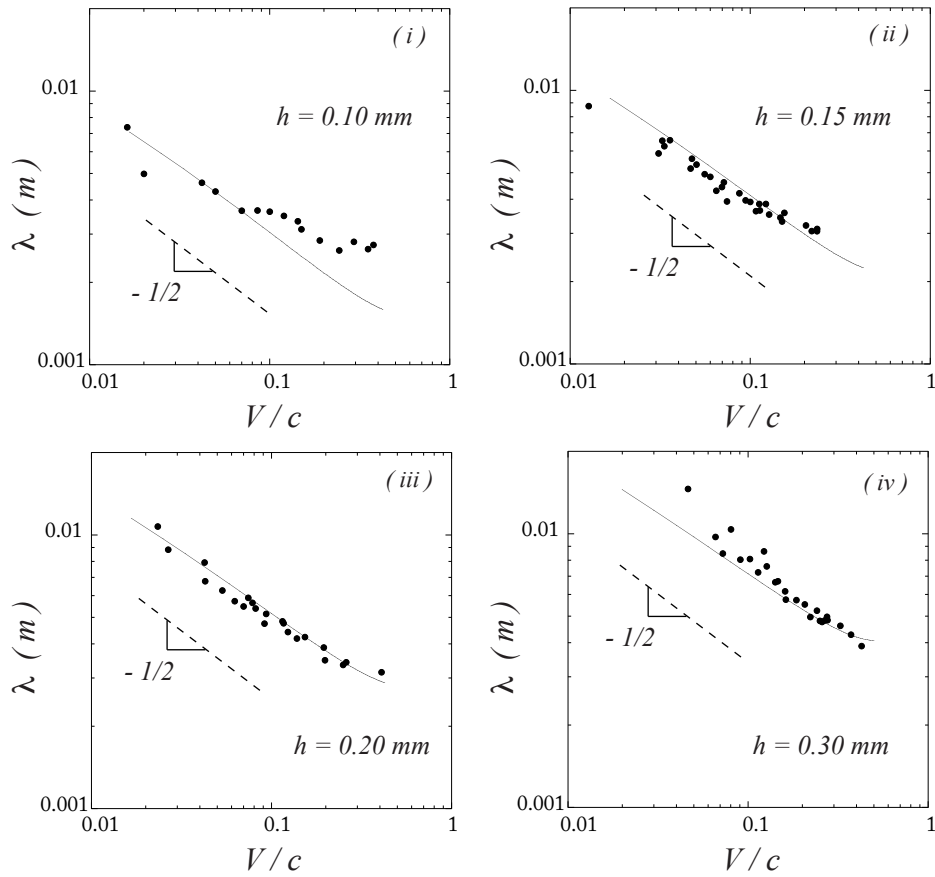 (i)
0.01
h = 0.10 mm
λ (m)
- 1/2
0.001
0.01
0.1
1
V/c
(ii)
0.01
h = 0.15 mm
λ (m)
- 1/2
0.001
0.01
0.1
1
V/c
(iii)
0.01
λ (m)
- 1/2
h = 0.20 mm
0.001
0.01
0.1
1
V/c
(iv)
0.01
λ (m)
- 1/2
h = 0.30 mm
0.001
0.01
0.1
1
V/c